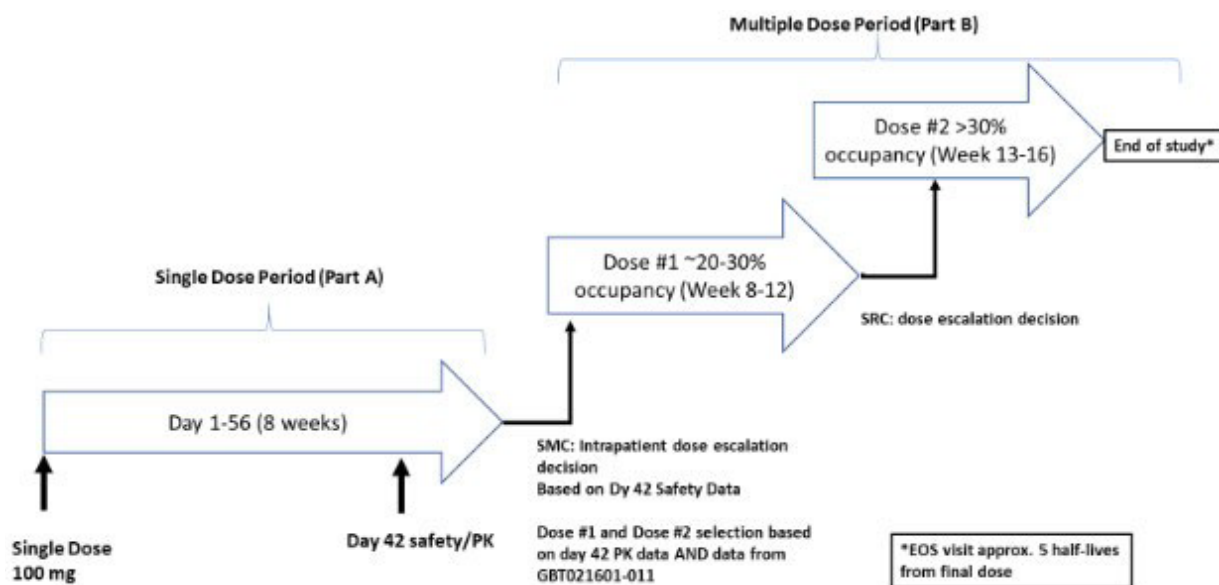 Multiple Dose Period (Part B)
Dose #2 >30%
occupancy (Week 13-16)
End of study*
Single Dose Period (Part A)
Dose #1 ~20-30%
occupancy (Week 8-12)
SRC: dose escalation decision
Day 1-56 (8 weeks)
SMC: Intrapatient dose escalation
decision
Based on Dy 42 Safety Data
Single Dose
100 mg
Day 42 safety/PK
Dose #1 and Dose #2 selection based
on day 42 PK data AND data from
GBT021601-011
*EOS visit approx. 5 half-lives
from final dose